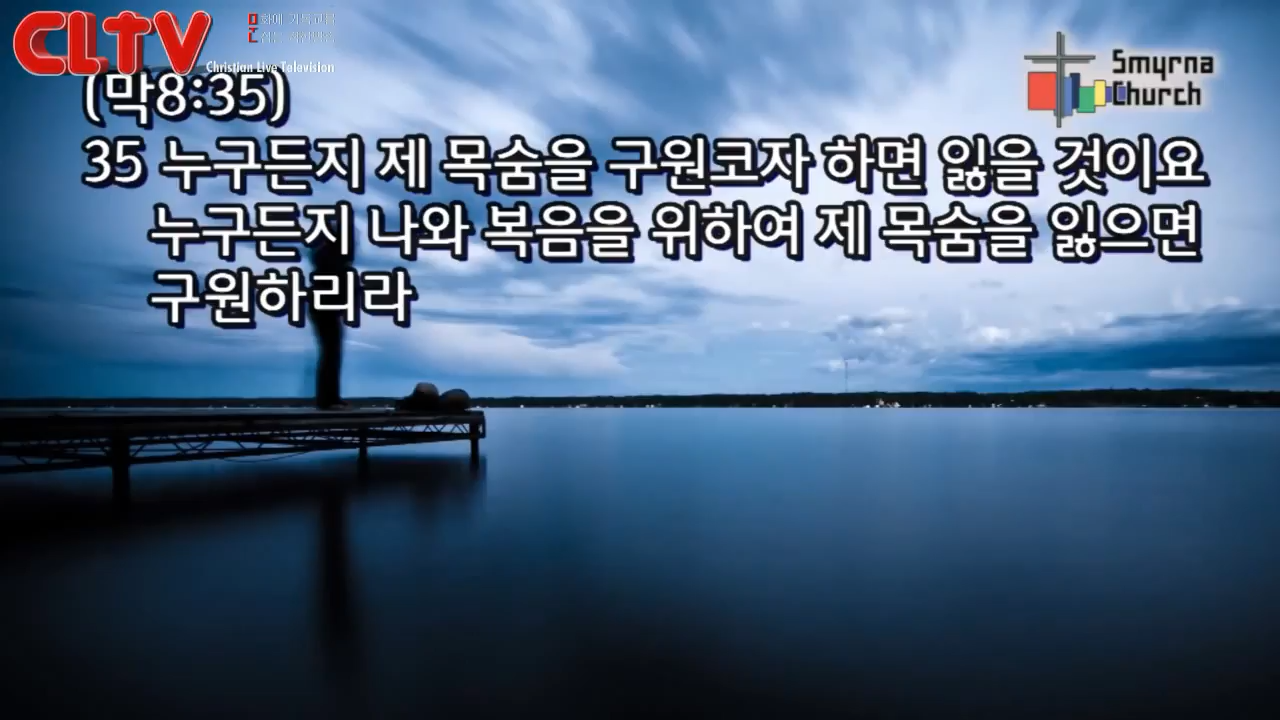 CLTV
Christian Live Television
Smyrna
Church
(막8:35)
35 누구든지 제 목숨을 구원코자 하면 잃을 것이요
누구든지 나와 복음을 위하여 제 목숨을 잃으면
구원하리라